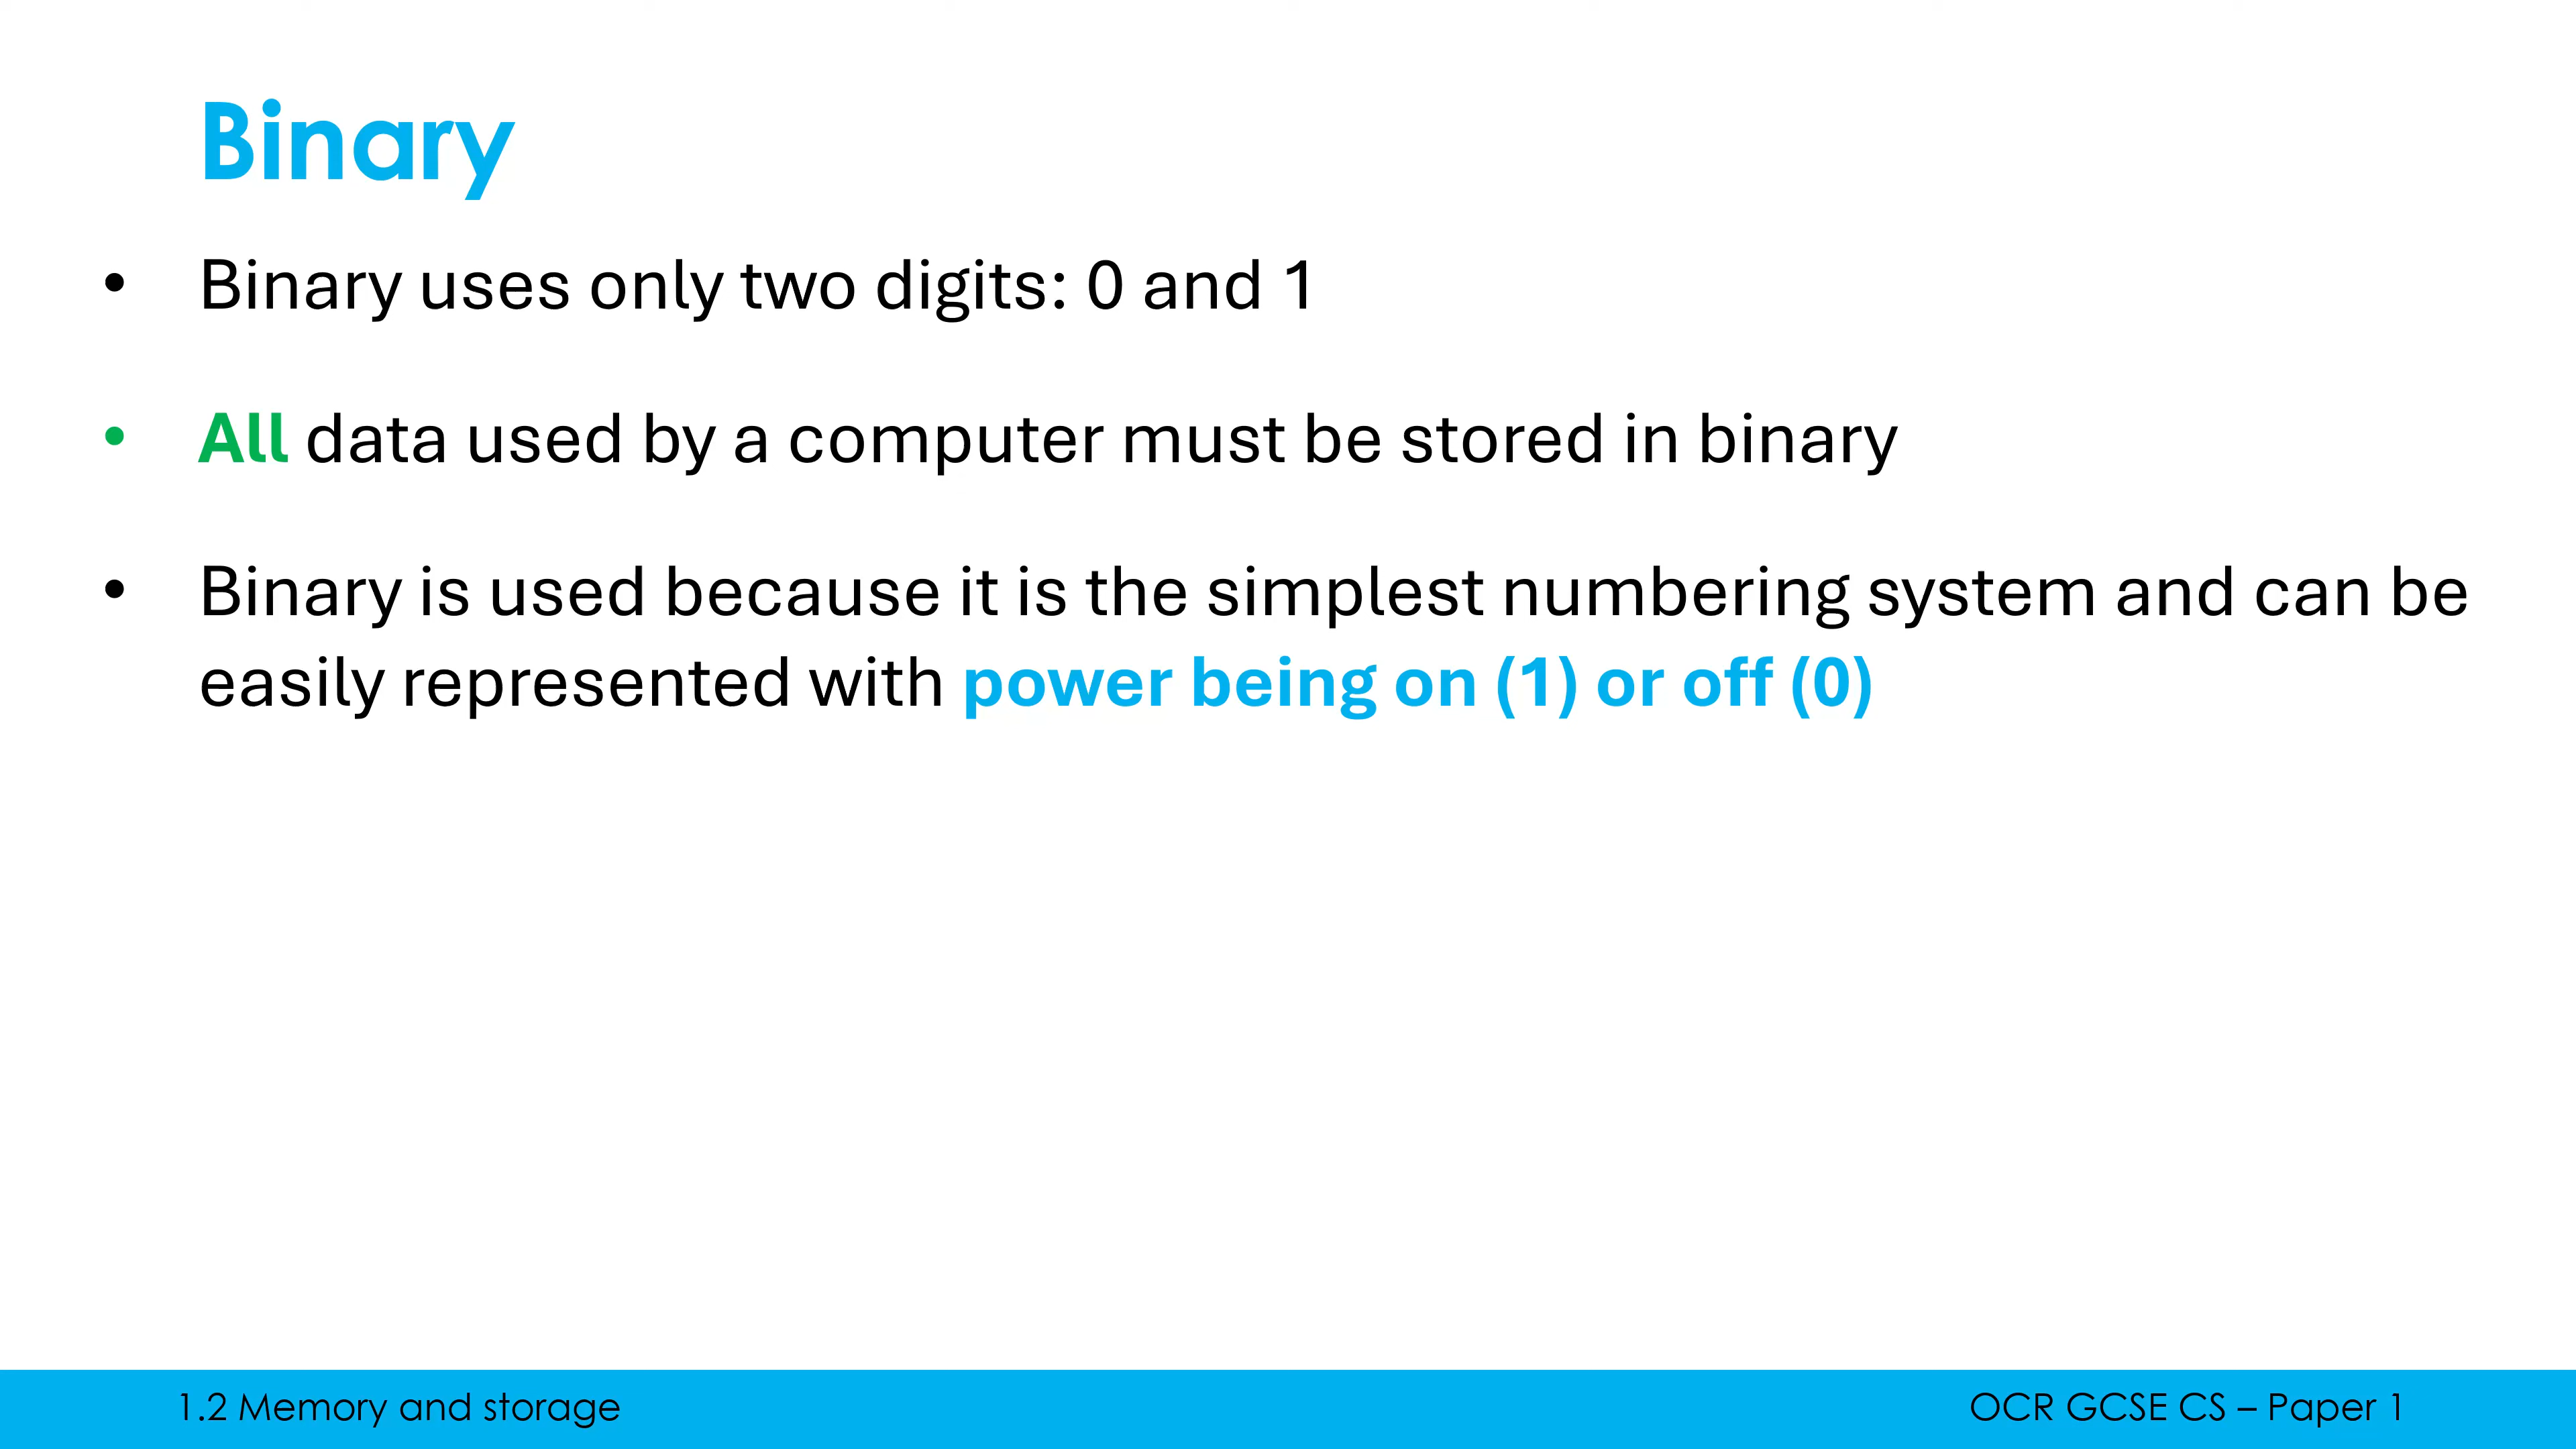 Binary
• Binary uses only two digits: 0 and 1
• All data used by a computer must be stored in binary
• Binary is used because it is the simplest numbering system and can be
easily represented with power being on (1) or off (0)
1.2 Memory and storage
OCR GCSE CS – Paper 1